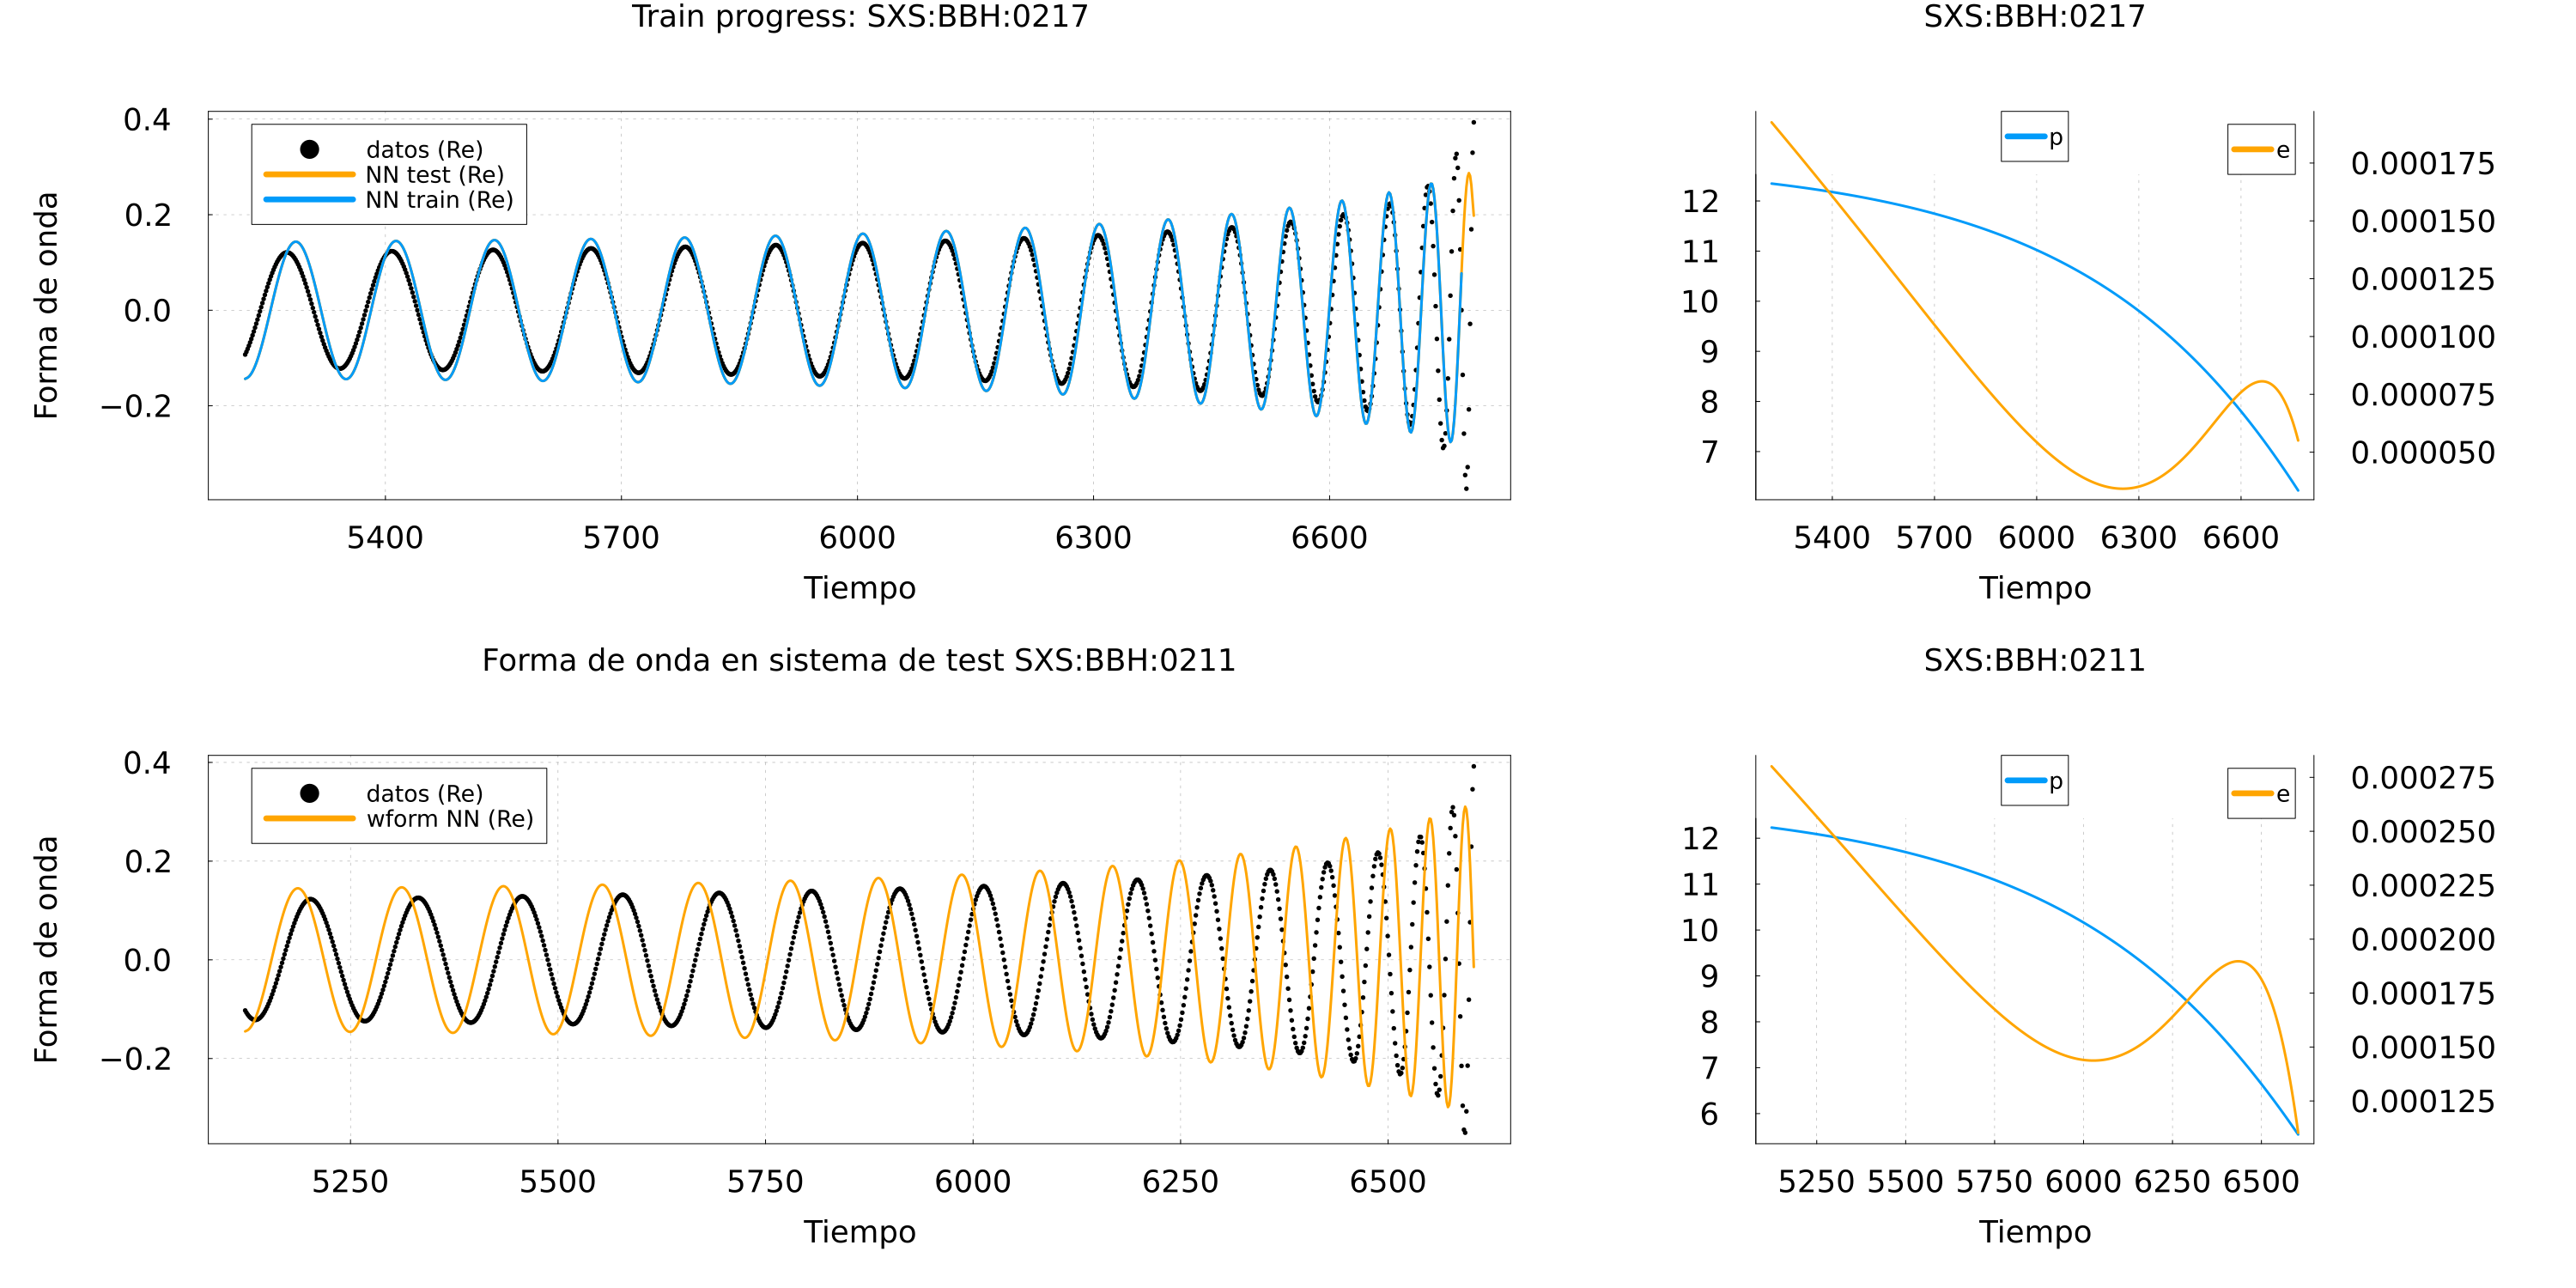 Train progress: SXS:BBH:0217
Forma de onda
0.4
0.2
0.0
−0.2
datos (Re)
NN test (Re)
NN train (Re)
5400 5700 6000 6300 6600
Tiempo
SXS:BBH:0217
12
11
10
9
8
7
p
e
0.000175
0.000150
0.000125
0.000100
0.000075
0.000050
5400 5700 6000 6300 6600
Tiempo
Forma de onda en sistema de test SXS:BBH:0211
Forma de onda
0.4
0.2
0.0
−0.2
datos (Re)
wform NN (Re)
5250 5500 5750 6000 6250 6500
Tiempo
SXS:BBH:0211
12
11
10
9
8
7
6
p
e
0.000275
0.000250
0.000225
0.000200
0.000175
0.000150
0.000125
5250 5500 5750 6000 6250 6500
Tiempo